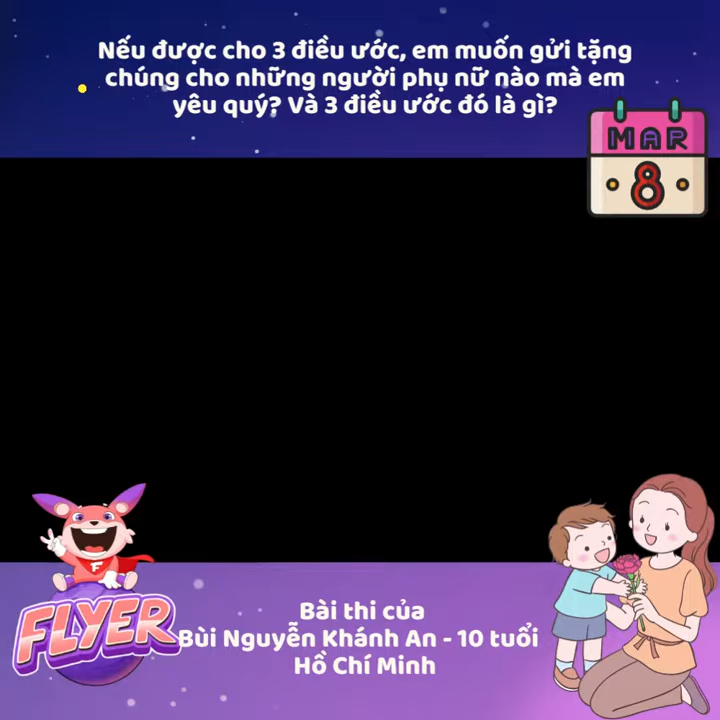 Nếu được cho 3 điều ước, em muốn gửi tặng
chúng cho những người phụ nữ nào mà em
yêu quý? Và 3 điều ước đó là gì?
MAR
8
F
FLYER
Bài thi của
Bùi Nguyễn Khánh An - 10 tuổi
Hồ Chí Minh